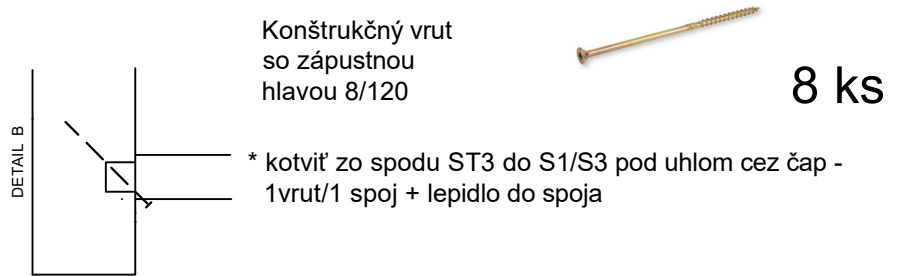 Konštrukčný vrut
so zápustnou
hlavou 8/120
8 ks
DETAIL B
* kotviť zo spodu ST3 do S1/S3 pod uhlom cez čap -
1vrut/1 spoj + lepidlo do spoja